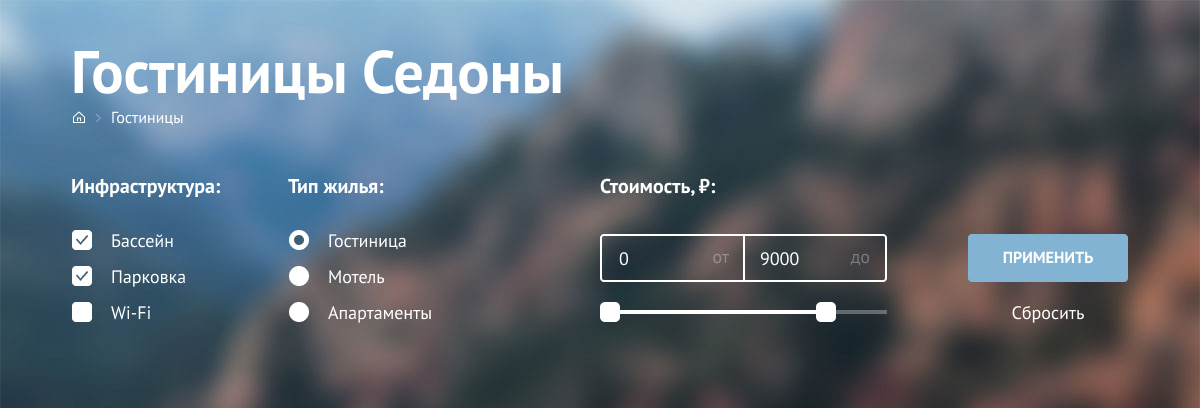 Гостиницы Седоны
Гостиницы
Инфраструктура:
Бассейн
Парковка
Wi-Fi
Тип жилья:
Гостиница
Мотель
Апартаменты
Стоимость, ₽:
0 от 9000 до
ПРИМЕНИТЬ
Сбросить